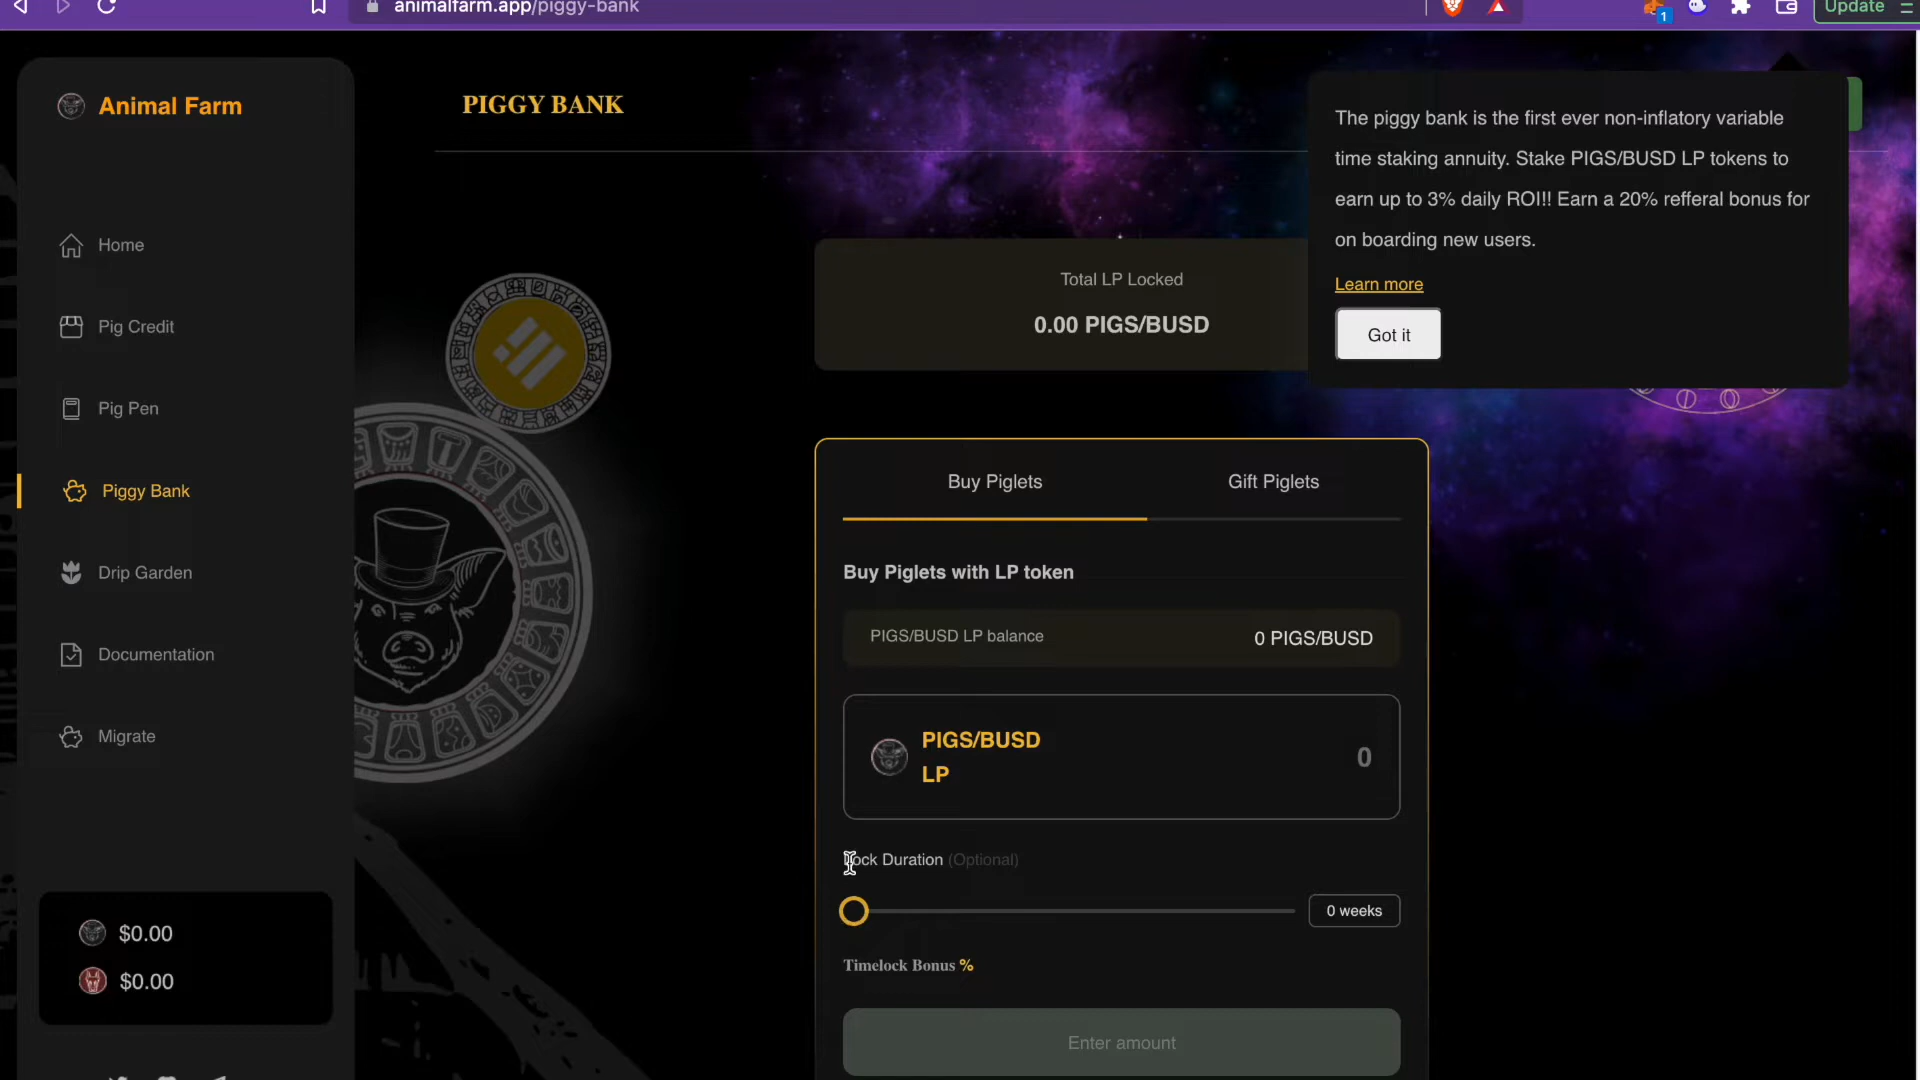 animalfarm.app/piggy-bank
1
Update
Animal Farm
Home
Pig Credit
Pig Pen
Piggy Bank
Drip Garden
Documentation
Migrate
$0.00
$0.00
PIGGY BANK
The piggy bank is the first ever non-inflatory variable
time staking annuity. Stake PIGS/BUSD LP tokens to
earn up to 3% daily ROI!! Earn a 20% refferal bonus for
on boarding new users.
Learn more
Got it
Total LP Locked
0.00 PIGS/BUSD
Buy Piglets
Gift Piglets
Buy Piglets with LP token
PIGS/BUSD LP balance
0 PIGS/BUSD
PIGS/BUSD
LP
0
Lock Duration (Optional)
0 weeks
Timelock Bonus %
Enter amount